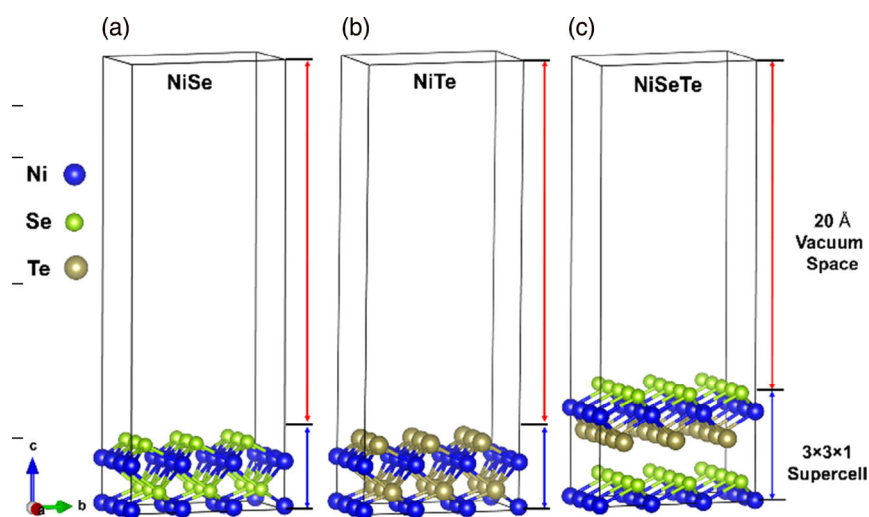 (a) (b) (c)
NiSe NiTe NiSeTe
Ni
Se
Te
20 Å
Vacuum
Space
3×3×1
Supercell
c
a b